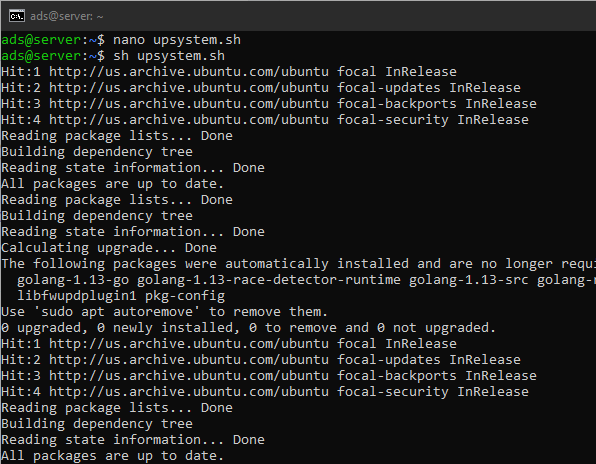 ads@server: ~
ads@server:~$ nano upsystem.sh
ads@server:~$ sh upsystem.sh
Hit:1 http://us.archive.ubuntu.com/ubuntu focal InRelease
Hit:2 http://us.archive.ubuntu.com/ubuntu focal-updates InRelease
Hit:3 http://us.archive.ubuntu.com/ubuntu focal-backports InRelease
Hit:4 http://us.archive.ubuntu.com/ubuntu focal-security InRelease
Reading package lists... Done
Building dependency tree
Reading state information... Done
All packages are up to date.
Reading package lists... Done
Building dependency tree
Reading state information... Done
Calculating upgrade... Done
The following packages were automatically installed and are no longer requi
golang-1.13-go golang-1.13-race-detector-runtime golang-1.13-src golang-
libfwupdplugin1 pkg-config
Use 'sudo apt autoremove' to remove them.
0 upgraded, 0 newly installed, 0 to remove and 0 not upgraded.
Hit:1 http://us.archive.ubuntu.com/ubuntu focal InRelease
Hit:2 http://us.archive.ubuntu.com/ubuntu focal-updates InRelease
Hit:3 http://us.archive.ubuntu.com/ubuntu focal-backports InRelease
Hit:4 http://us.archive.ubuntu.com/ubuntu focal-security InRelease
Reading package lists... Done
Building dependency tree
Reading state information... Done
All packages are up to date.